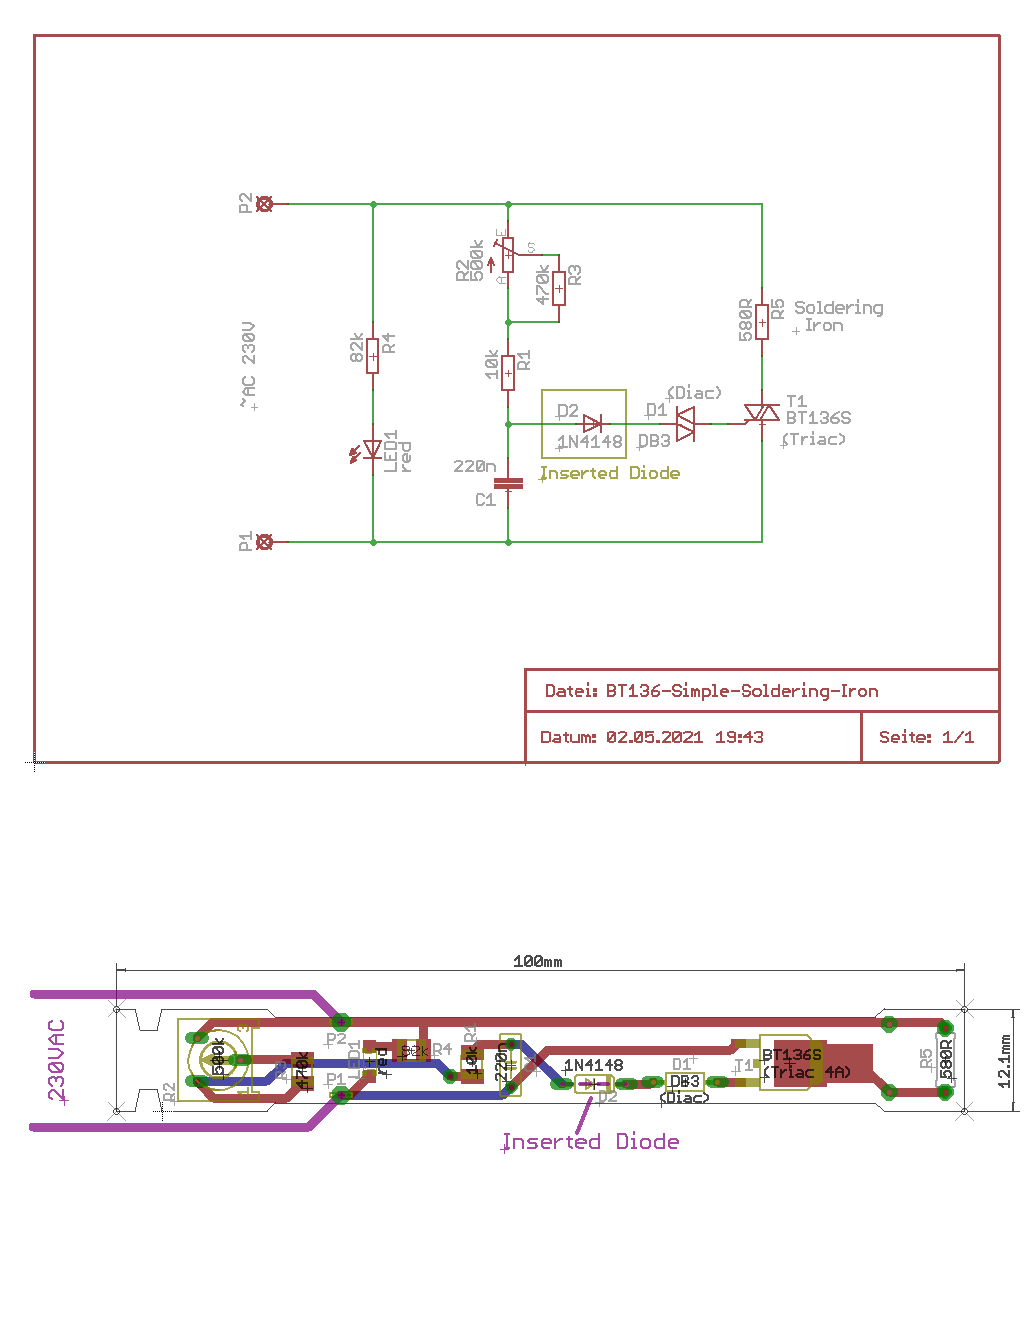 P2
R2
500k
E
S
A
470k
R3
~AC 230V
82k
R4
10k
R1
580R
R5
Soldering
Iron
(Diac)
D2
D1
T1
BT136S
1N4148
DB3
(Triac)
LED1
red
220n
C1
Inserted Diode
P1
Datei: BT136-Simple-Soldering-Iron
Datum: 02.05.2021 19:43
Seite: 1/1
100mm
230VAC
R2
500k
3
1
470k
P2
P1
LED1
red
82k
R4
R1
10k
220n
1N4148
D2
D1
DB3
(Diac)
T1
BT136S
(Triac 4A)
R5
580R
12.1mm
Inserted Diode